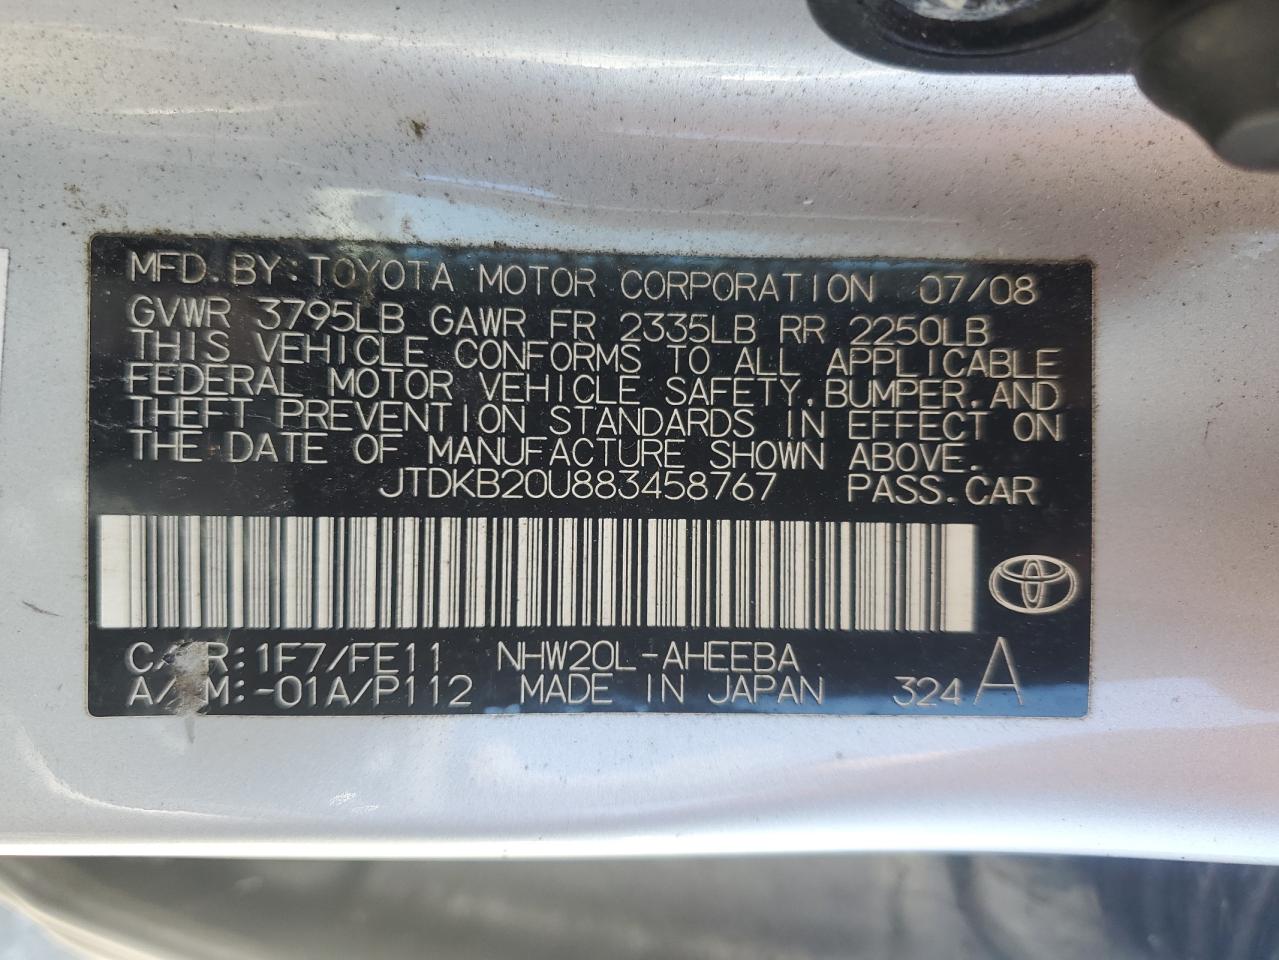 MFD. BY: TOYOTA MOTOR CORPORATION 07/08
GVWR 3795LB GAWR FR 2335LB RR 2250LB
THIS VEHICLE CONFORMS TO ALL APPLICABLE
FEDERAL MOTOR VEHICLE SAFETY, BUMPER, AND
THEFT PREVENTION STANDARDS IN EFFECT ON
THE DATE OF MANUFACTURE SHOWN ABOVE.
JTDKB20U883458767 PASS. CAR
:1F7/FE11 NHW20L-AHEEBA A
:-01A/P112 MADE IN JAPAN 324